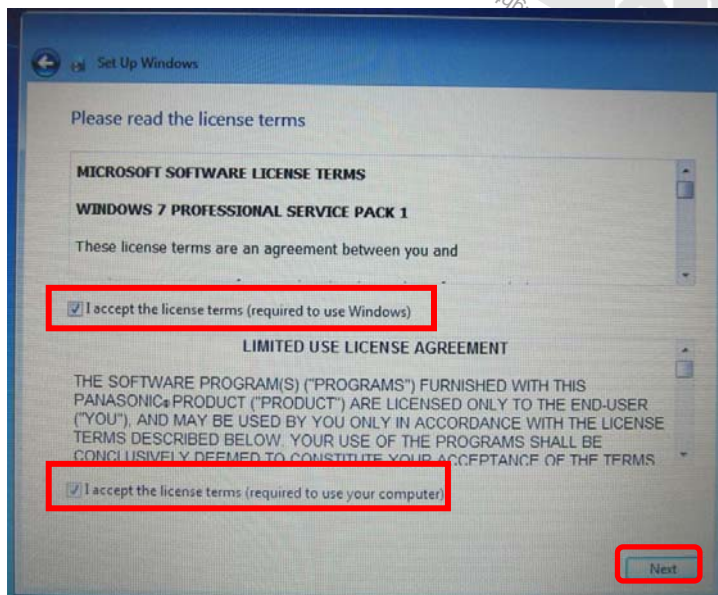 Set Up Windows
Please read the license terms
MICROSOFT SOFTWARE LICENSE TERMS
WINDOWS 7 PROFESSIONAL SERVICE PACK 1
These license terms are an agreement between you and
I accept the license terms (required to use Windows)
LIMITED USE LICENSE AGREEMENT
THE SOFTWARE PROGRAM(S) ("PROGRAMS") FURNISHED WITH THIS
PANASONIC® PRODUCT ("PRODUCT") ARE LICENSED ONLY TO THE END-USER
("YOU"), AND MAY BE USED BY YOU ONLY IN ACCORDANCE WITH THE LICENSE
TERMS DESCRIBED BELOW. YOUR USE OF THE PROGRAMS SHALL BE
CONCLUSIVELY DEEMED TO CONSTITUTE YOUR ACCEPTANCE OF THE TERMS
I accept the license terms (required to use your computer)
Next